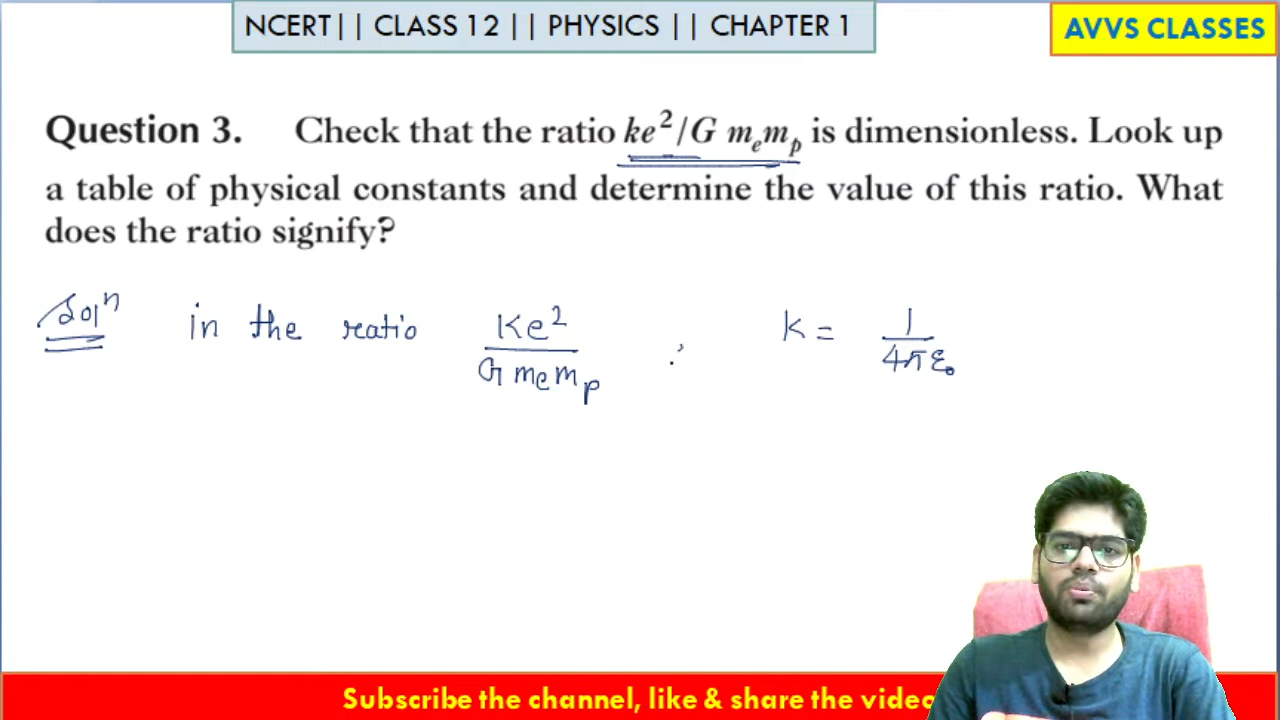 NCERT|| CLASS 12 || PHYSICS || CHAPTER 1
AVVS CLASSES
Question 3. Check that the ratio ke²/G mₑmₚ is dimensionless. Look up
a table of physical constants and determine the value of this ratio. What
does the ratio signify?
Solⁿ in the ratio Ke²/G mₑmₚ ; K = 1/4πε₀
Subscribe the channel, like & share the video